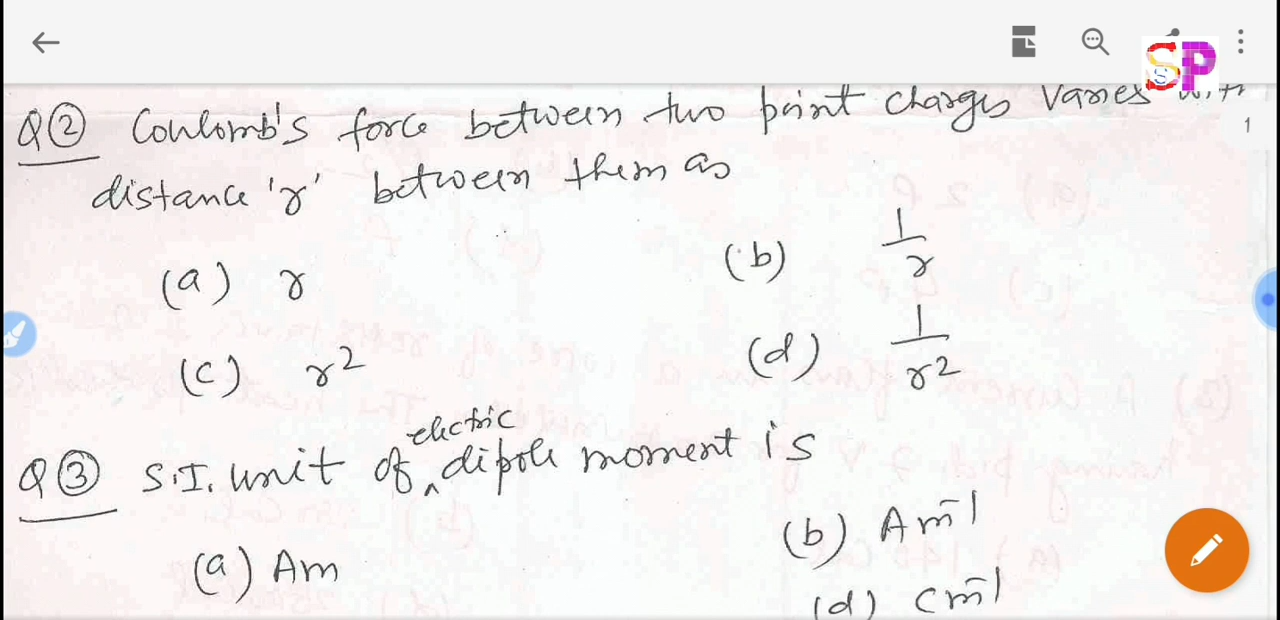 SP
S
1
Q② Coulomb's force between two point charges varies with
distance 'r' between them as
(a) r
(b) 1/r
(c) r²
(d) 1/r²
Q③ S.I. unit of electric dipole moment is
(a) Am
(b) Am⁻¹
(d) Cm⁻¹